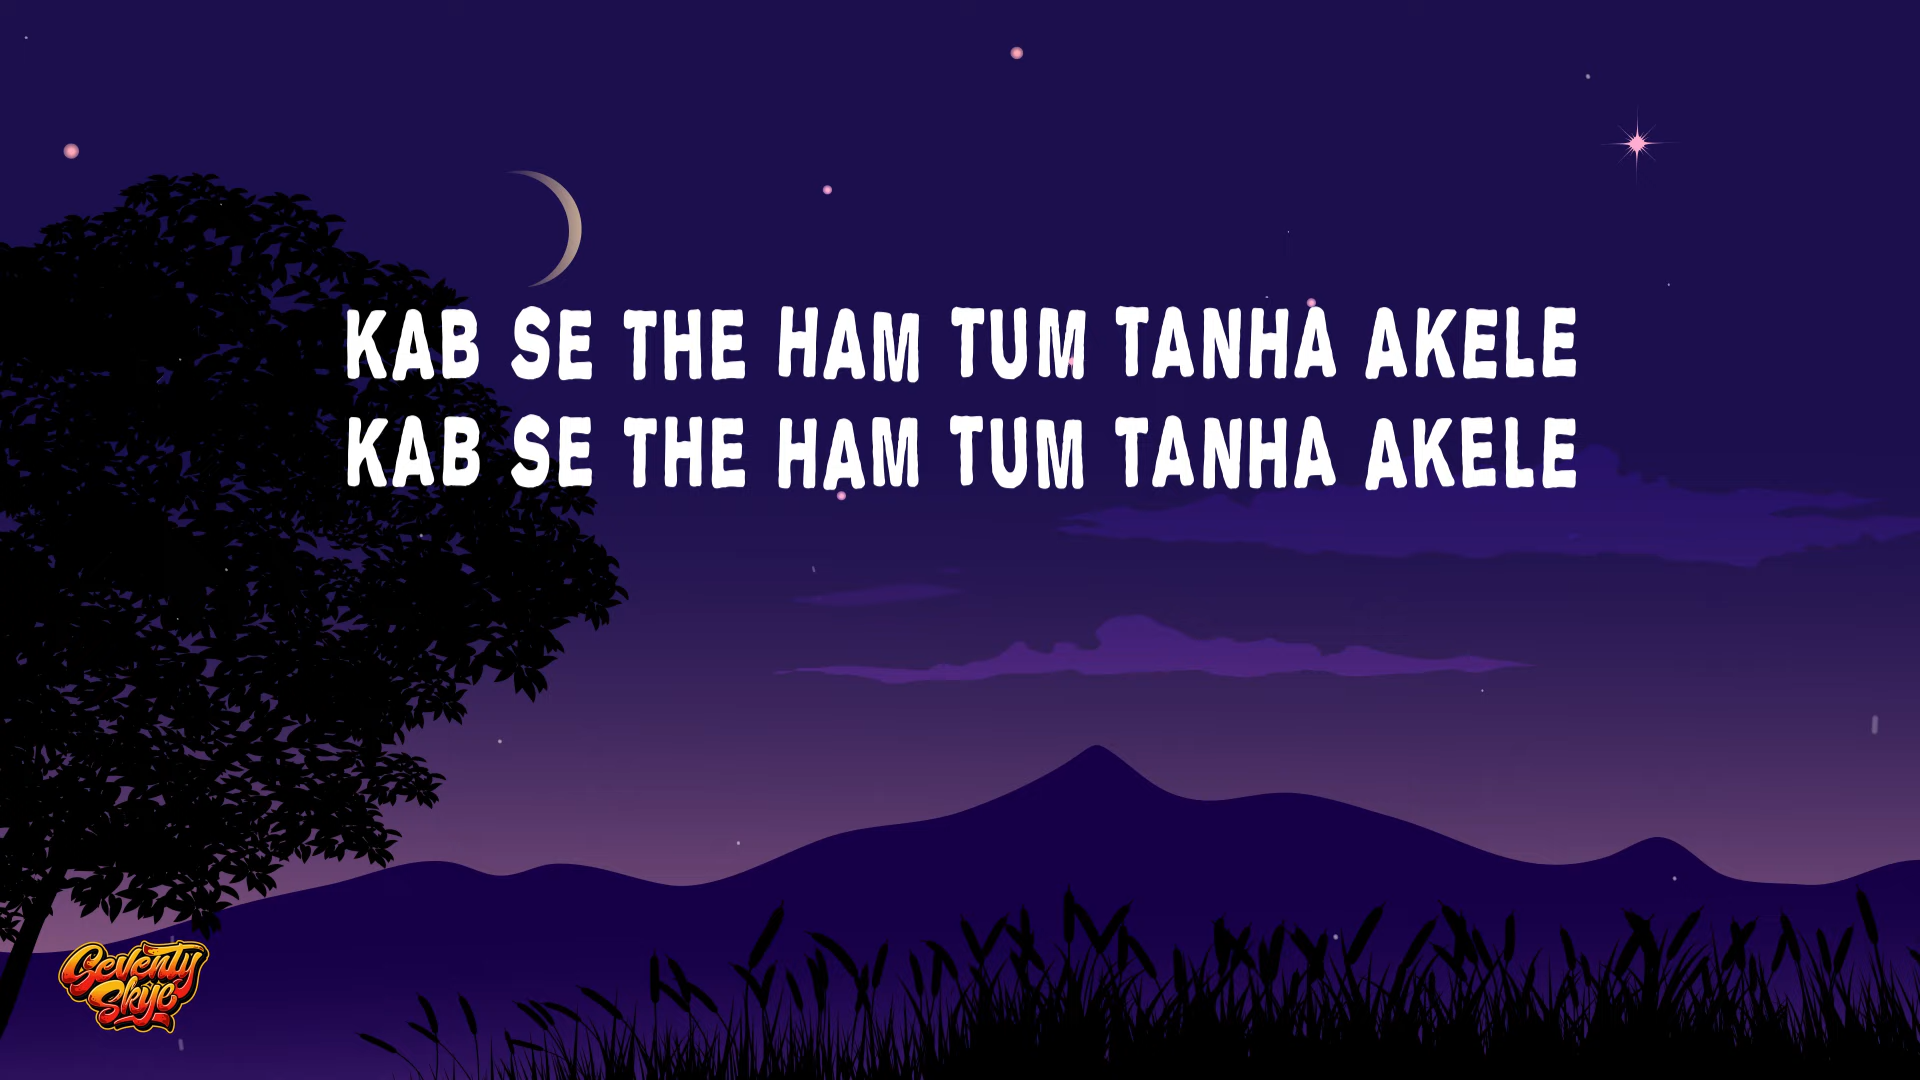 KAB SE THE HAM TUM TANHA AKELE
KAB SE THE HAM TUM TANHA AKELE
Seventy
Skye